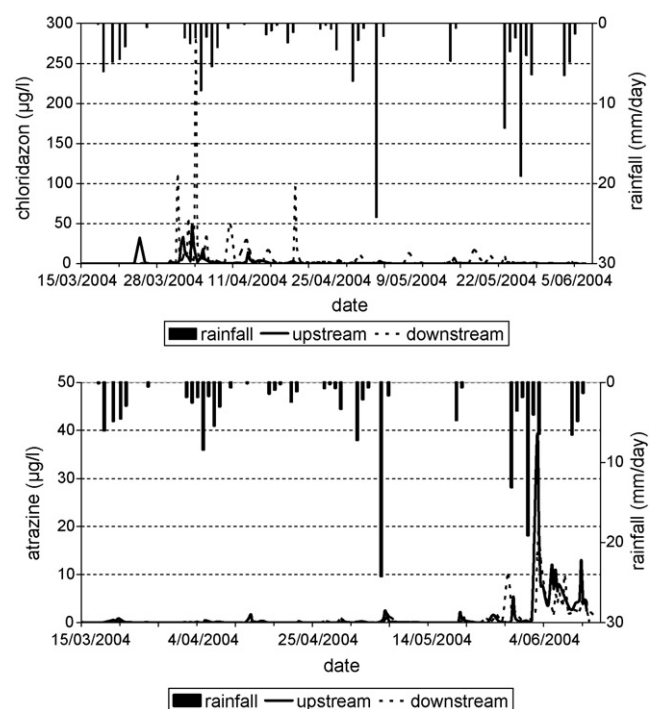 300 250 200 150 100 50 0
chloridazon (µg/l)
0 10 20 30
rainfall (mm/day)
15/03/2004 28/03/2004 11/04/2004 25/04/2004 9/05/2004 22/05/2004 5/06/2004
date
rainfall upstream downstream
50 40 30 20 10 0
atrazine (µg/l)
0 10 20 30
rainfall (mm/day)
15/03/2004 4/04/2004 25/04/2004 14/05/2004 4/06/2004
date
rainfall upstream downstream